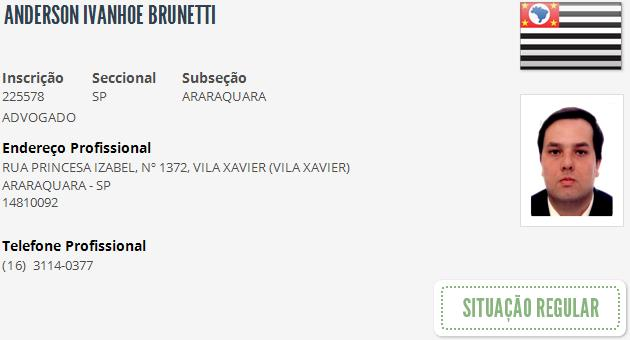 ANDERSON IVANHOE BRUNETTI
Inscrição Seccional Subseção
225578 SP ARARAQUARA
ADVOGADO
Endereço Profissional
RUA PRINCESA IZABEL, Nº 1372, VILA XAVIER (VILA XAVIER)
ARARAQUARA - SP
14810092
Telefone Profissional
(16) 3114-0377
SITUAÇÃO REGULAR